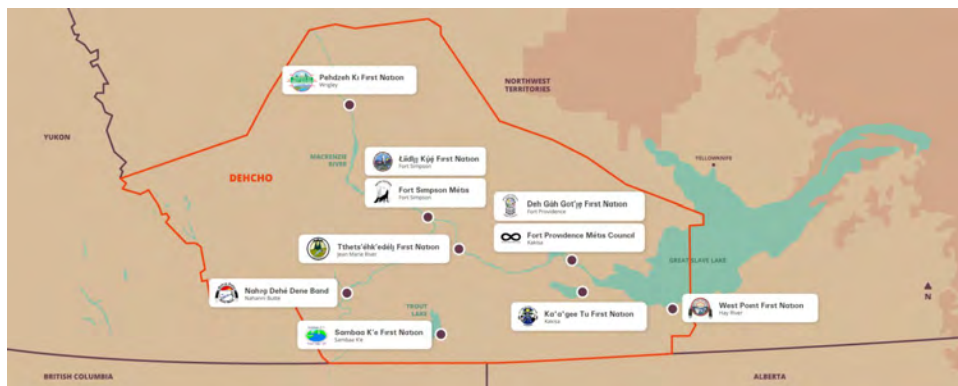 Pehdzeh Kı First Nation
Wrigley
NORTHWEST
TERRITORIES
YUKON
MACKENZIE
RIVER
Łı́ı́dlı̨ı̨ Kų́ę́ First Nation
Fort Simpson
YELLOWKNIFE
DEHCHO
Fort Simpson Métis
Fort Simpson
Deh Gáh Got'ı̨ę First Nation
Fort Providence
Fort Providence Métis Council
Kakisa
Tthets'éhk'edélı̨ First Nation
Jean Marie River
GREAT SLAVE LAKE
Nahɂą Dehé Dene Band
Nahanni Butte
TROUT
LAKE
Ka'a'gee Tu First Nation
Kakisa
West Point First Nation
Hay River
N
Sambaa K'e First Nation
Sambaa K'e
BRITISH COLUMBIA
ALBERTA